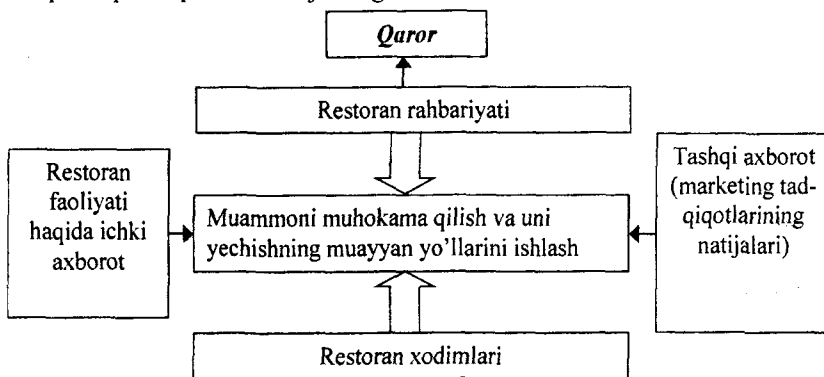 Qaror
Restoran rahbariyati
Restoran
faoliyati
haqida ichki
axborot
Muammoni muhokama qilish va uni
yechishning muayyan yo'llarini ishlash
Tashqi axborot
(marketing tad-
qiqotlarining
natijalari)
Restoran xodimlari